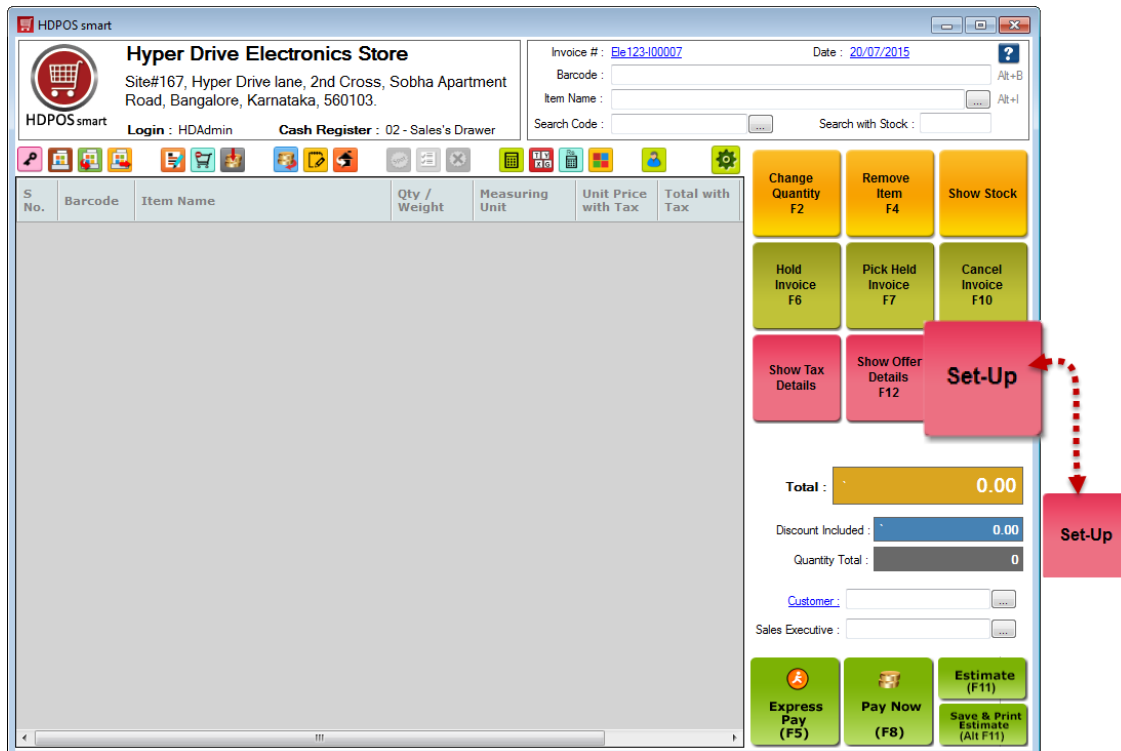 HDPOS smart
Hyper Drive Electronics Store
Site#167, Hyper Drive lane, 2nd Cross, Sobha Apartment
Road, Bangalore, Karnataka, 560103.
HDPOS smart
Login : HDAdmin Cash Register : 02 - Sales's Drawer
Invoice # : Ele123-I00007 Date : 20/07/2015 ?
Barcode : Alt+B
Item Name : ... Alt+I
Search Code : ... Search with Stock :
S No. Barcode Item Name Qty / Weight Measuring Unit Unit Price with Tax Total with Tax
Change
Quantity
F2
Remove
Item
F4
Show Stock
Hold
Invoice
F6
Pick Held
Invoice
F7
Cancel
Invoice
F10
Show Tax
Details
Show Offer
Details
F12
Set-Up
Set-Up
Total : 0.00
Discount Included : 0.00
Quantity Total : 0
Customer : ...
Sales Executive : ...
Express
Pay
(F5)
Pay Now
(F8)
Estimate
(F11)
Save & Print
Estimate
(Alt F11)